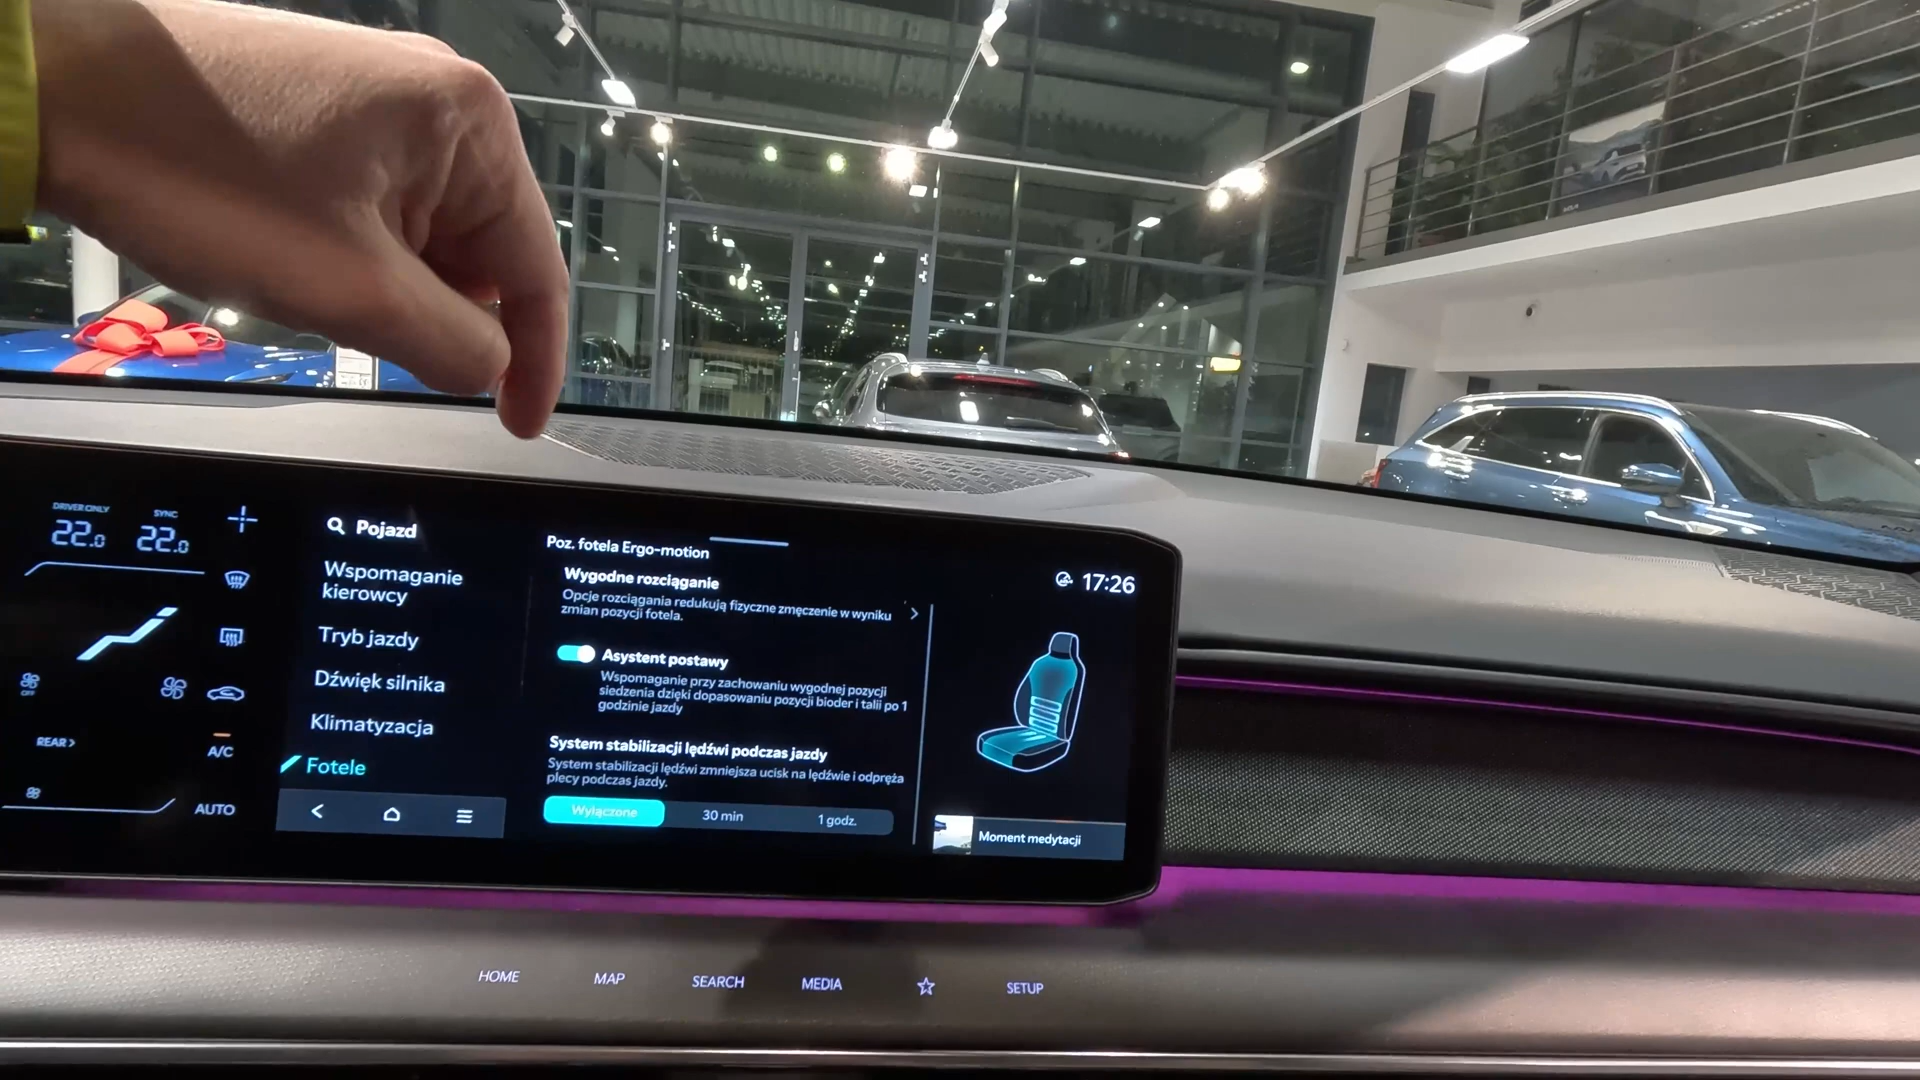 DRIVER ONLY
SYNC
22.0
22.0
OFF
REAR >
A/C
AUTO
Pojazd
Wspomaganie
kierowcy
Tryb jazdy
Dźwięk silnika
Klimatyzacja
Fotele
Poz. fotela Ergo-motion
Wygodne rozciąganie
Opcje rozciągania redukują fizyczne zmęczenie w wyniku
zmian pozycji fotela.
Asystent postawy
Wspomaganie przy zachowaniu wygodnej pozycji
siedzenia dzięki dopasowaniu pozycji bioder i talii po 1
godzinie jazdy
System stabilizacji lędźwi podczas jazdy
System stabilizacji lędźwi zmniejsza ucisk na lędźwie i odpręża
plecy podczas jazdy.
Wyłączone
30 min
1 godz.
17:26
Moment medytacji
HOME
MAP
SEARCH
MEDIA
SETUP